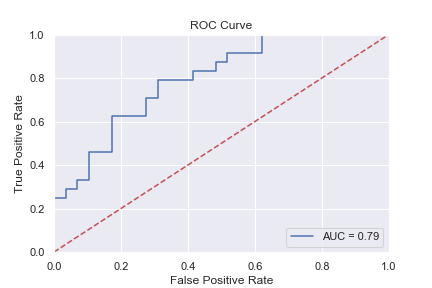 ROC Curve
True Positive Rate
1.0
0.8
0.6
0.4
0.2
0.0
AUC = 0.79
0.0 0.2 0.4 0.6 0.8 1.0
False Positive Rate